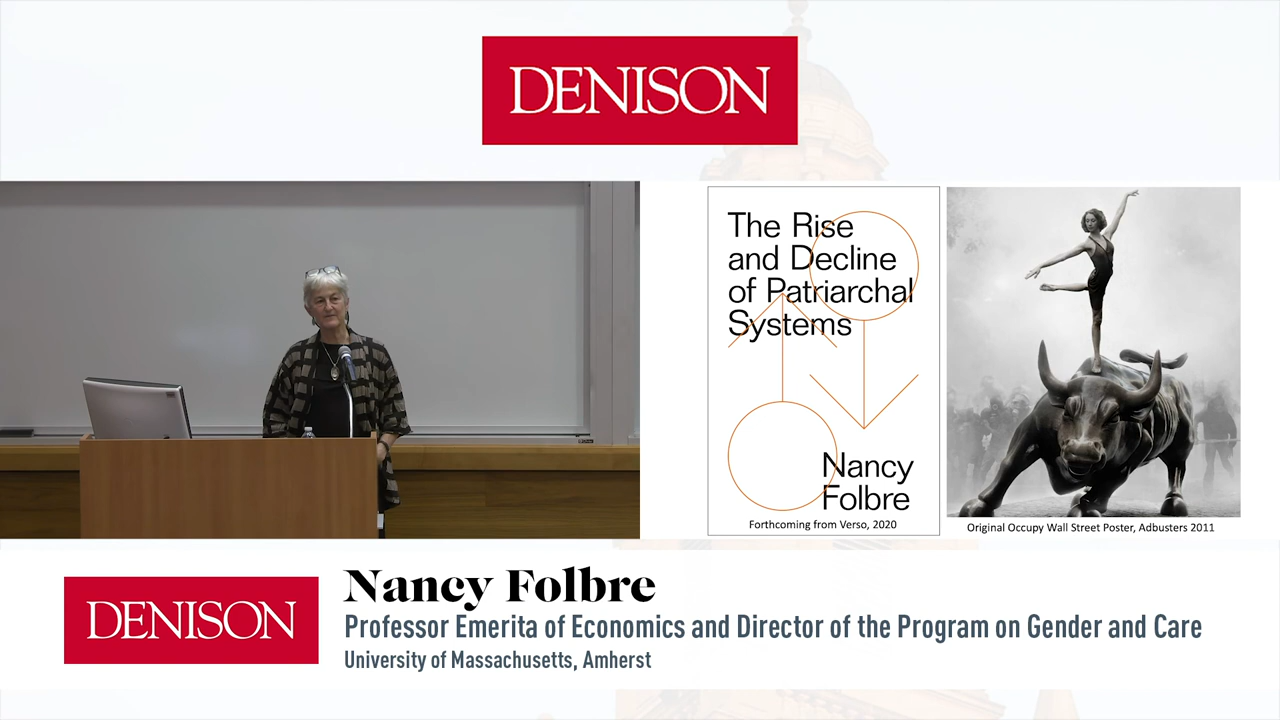 DENISON
The Rise
and Decline
of Patriarchal
Systems
Nancy
Folbre
Forthcoming from Verso, 2020
Original Occupy Wall Street Poster, Adbusters 2011
DENISON
Nancy Folbre
Professor Emerita of Economics and Director of the Program on Gender and Care
University of Massachusetts, Amherst